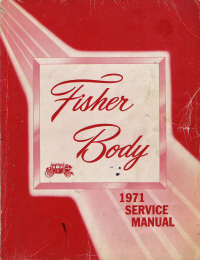 Fisher
Body
1971
SERVICE
MANUAL